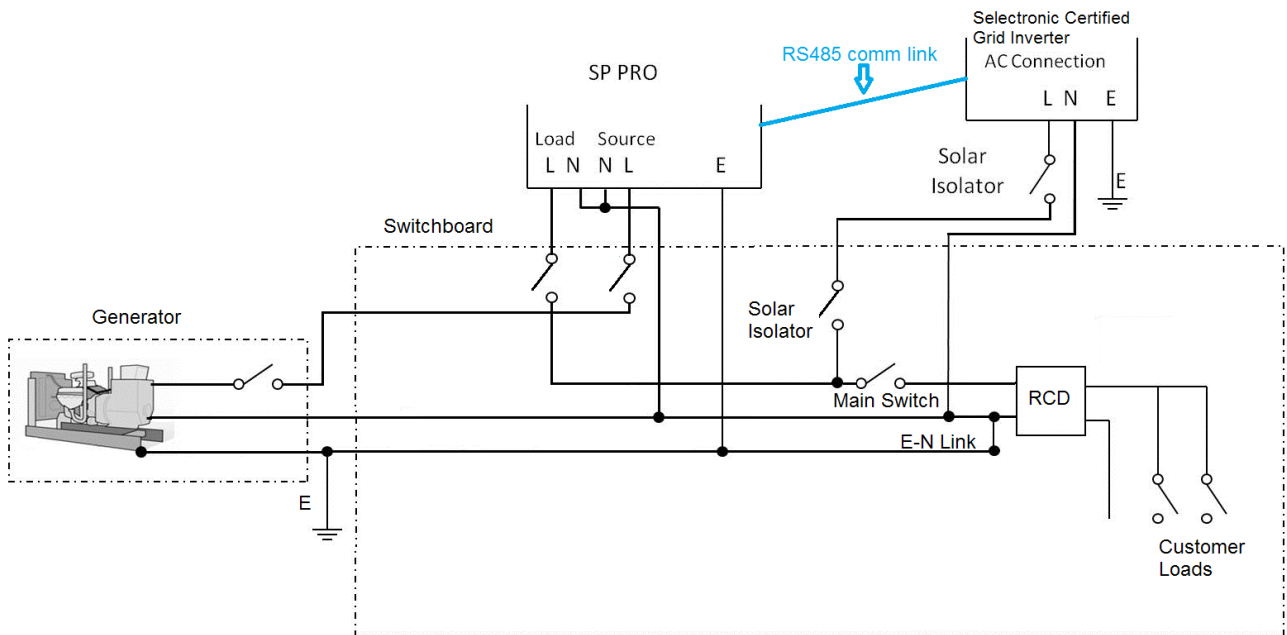 Selectronic Certified
Grid Inverter
AC Connection
L N E
RS485 comm link
SP PRO
Load Source
L N N L E
Solar
Isolator
E
Switchboard
Generator
Solar
Isolator
Main Switch
RCD
E-N Link
E
Customer
Loads